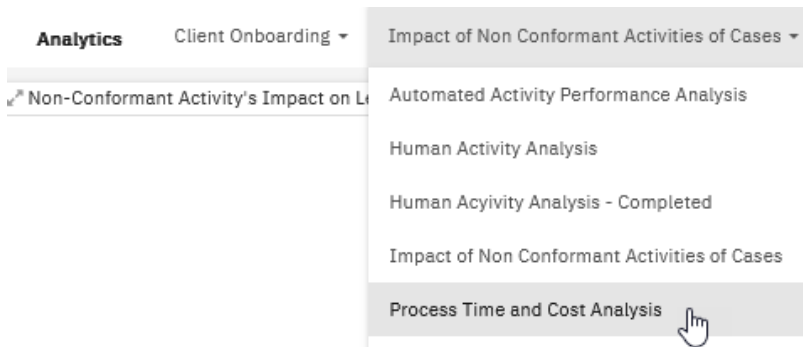 Analytics Client Onboarding Impact of Non Conformant Activities of Cases
Non-Conformant Activity's Impact on Le
Automated Activity Performance Analysis
Human Activity Analysis
Human Acyivity Analysis - Completed
Impact of Non Conformant Activities of Cases
Process Time and Cost Analysis